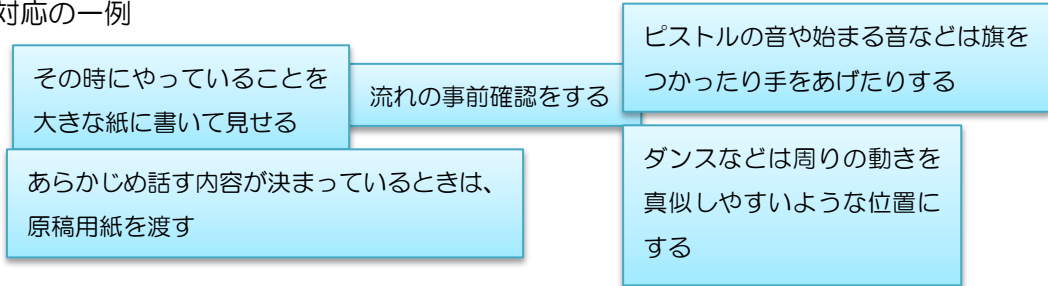 対応の一例
その時にやっていることを
大きな紙に書いて見せる
流れの事前確認をする
ピストルの音や始まる音などは旗を
つかったり手をあげたりする
あらかじめ話す内容が決まっているときは、
原稿用紙を渡す
ダンスなどは周りの動きを
真似しやすいような位置に
する